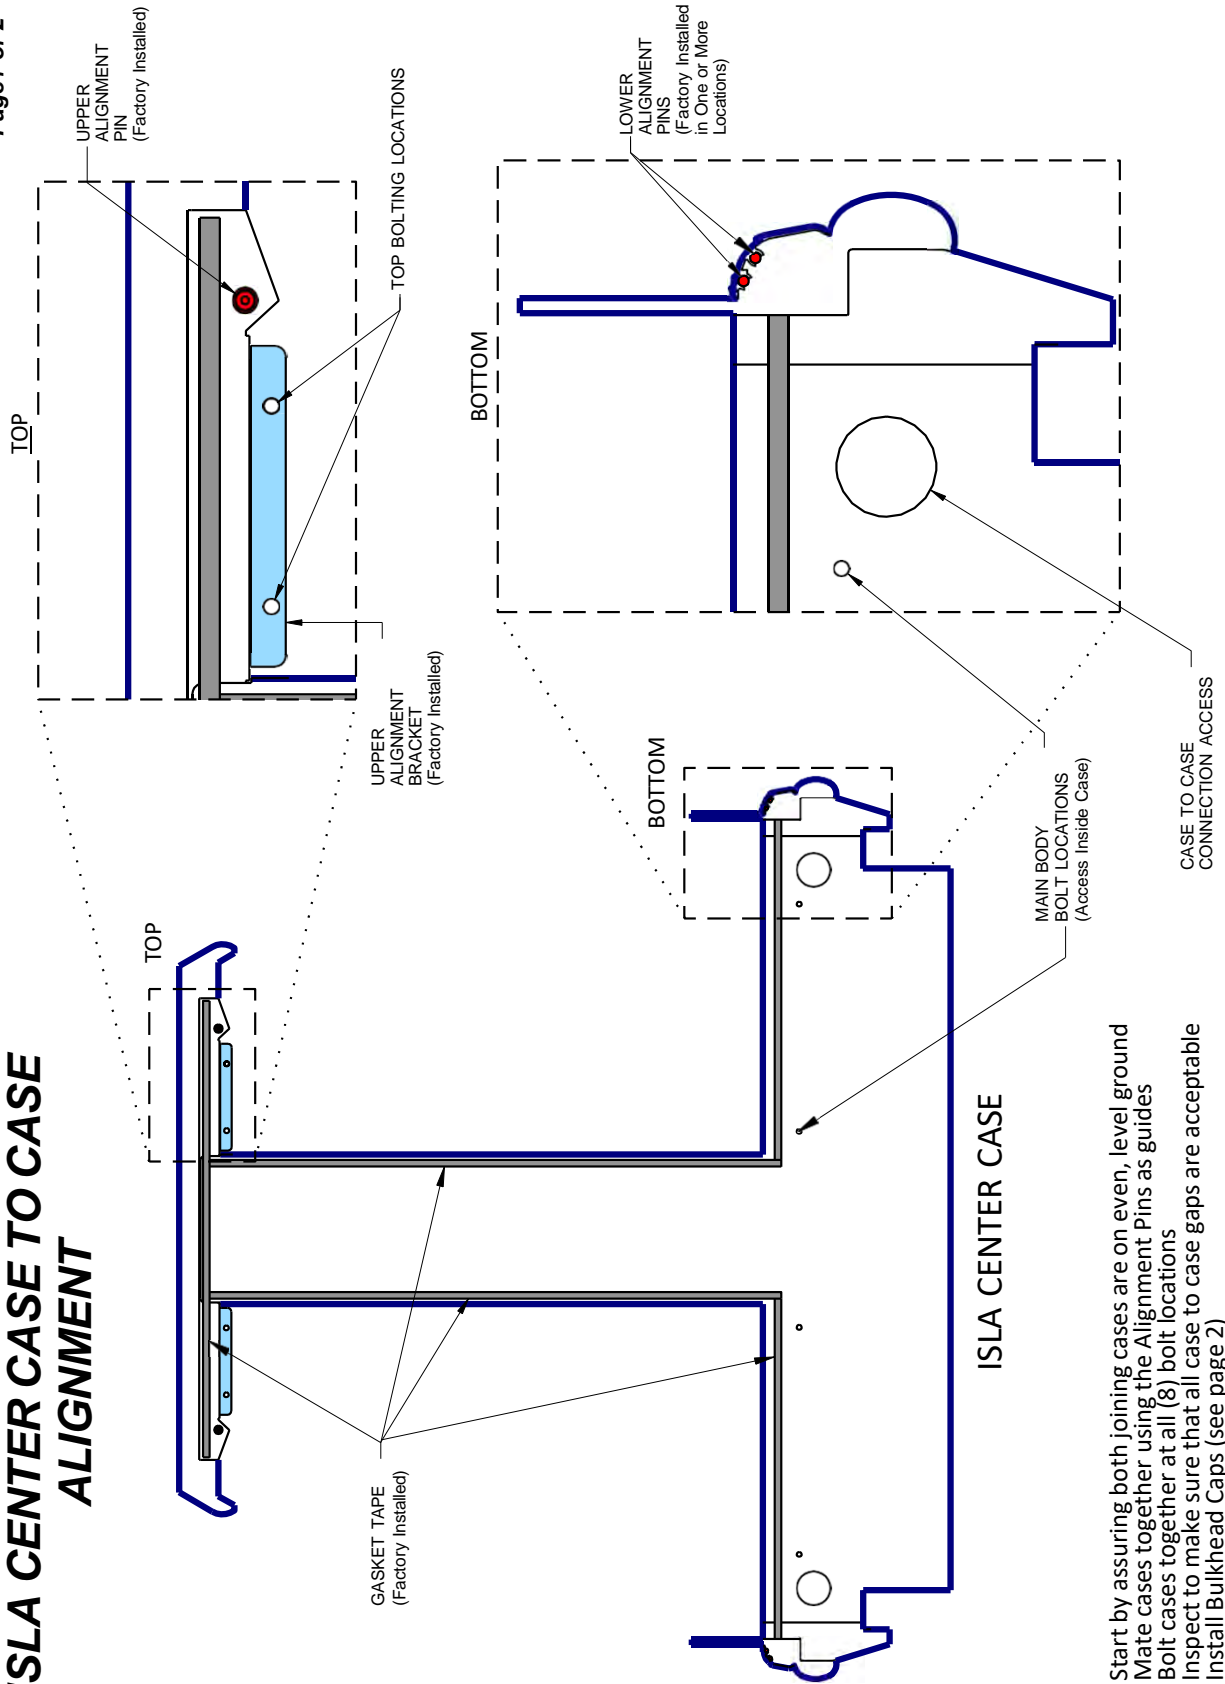 ISLA CENTER CASE TO CASE
ALIGNMENT
Page1 of 2
TOP
UPPER
ALIGNMENT
PIN
(Factory Installed)
TOP BOLTING LOCATIONS
UPPER
ALIGNMENT
BRACKET
(Factory Installed)
TOP
GASKET TAPE
(Factory Installed)
BOTTOM
LOWER
ALIGNMENT
PINS
(Factory Installed
in One or More
Locations)
BOTTOM
MAIN BODY
BOLT LOCATIONS
(Access Inside Case)
CASE TO CASE
CONNECTION ACCESS
ISLA CENTER CASE
Start by assuring both joining cases are on even, level ground
Mate cases together using the Alignment Pins as guides
Bolt cases together at all (8) bolt locations
Inspect to make sure that all case to case gaps are acceptable
Install Bulkhead Caps (see page 2)